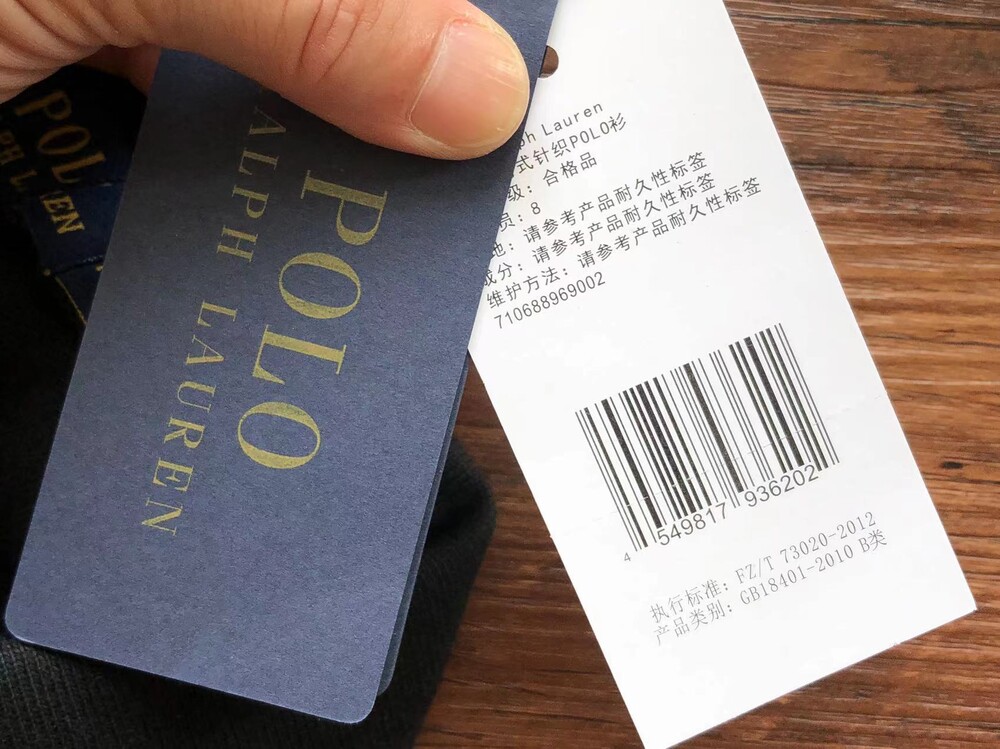 POLO
RALPH LAUREN
POLO
ALPH LAUREN
ph Lauren
式针织POLO衫
级：合格品
员：8
地：请参考产品耐久性标签
成分：请参考产品耐久性标签
维护方法：请参考产品耐久性标签
710688969002
4 549817 936202
执行标准：FZ/T 73020-2012
产品类别：GB18401-2010 B类